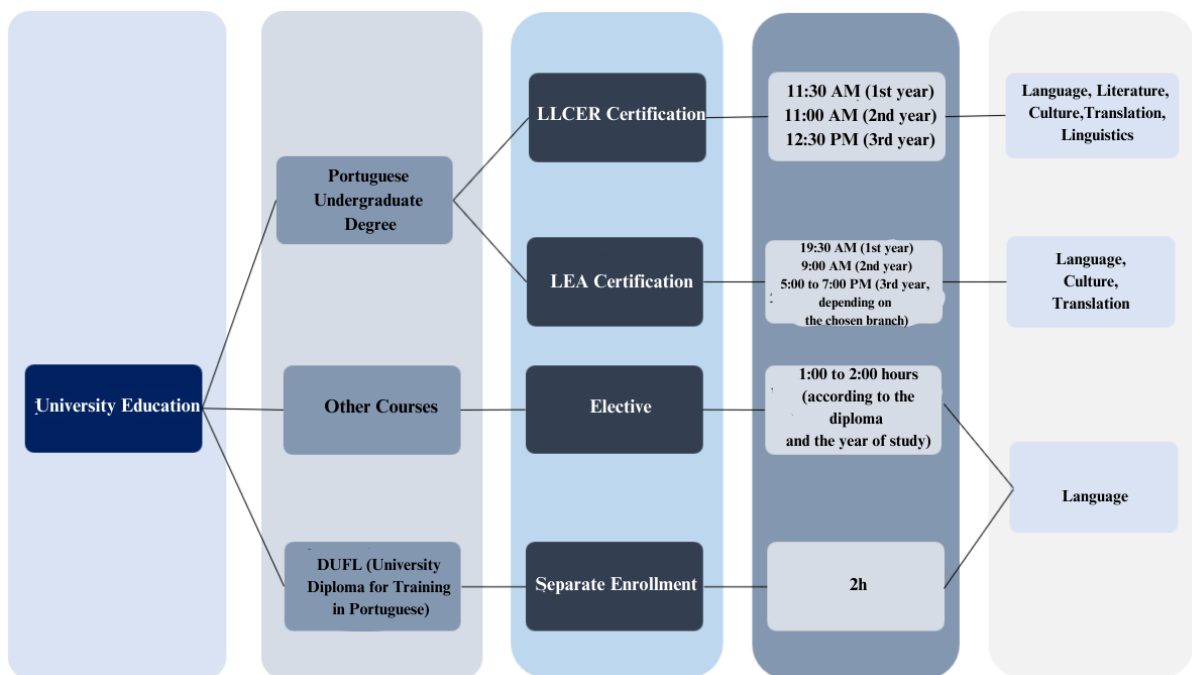 University Education
Portuguese
Undergraduate
Degree
Other Courses
DUFL (University
Diploma for Training
in Portuguese)
LLCER Certification
LEA Certification
Elective
Separate Enrollment
11:30 AM (1st year)
11:00 AM (2nd year)
12:30 PM (3rd year)
19:30 AM (1st year)
9:00 AM (2nd year)
5:00 to 7:00 PM (3rd year,
depending on
the chosen branch)
1:00 to 2:00 hours
(according to the
diploma
and the year of study)
2h
Language, Literature,
Culture,Translation,
Linguistics
Language,
Culture,
Translation
Language